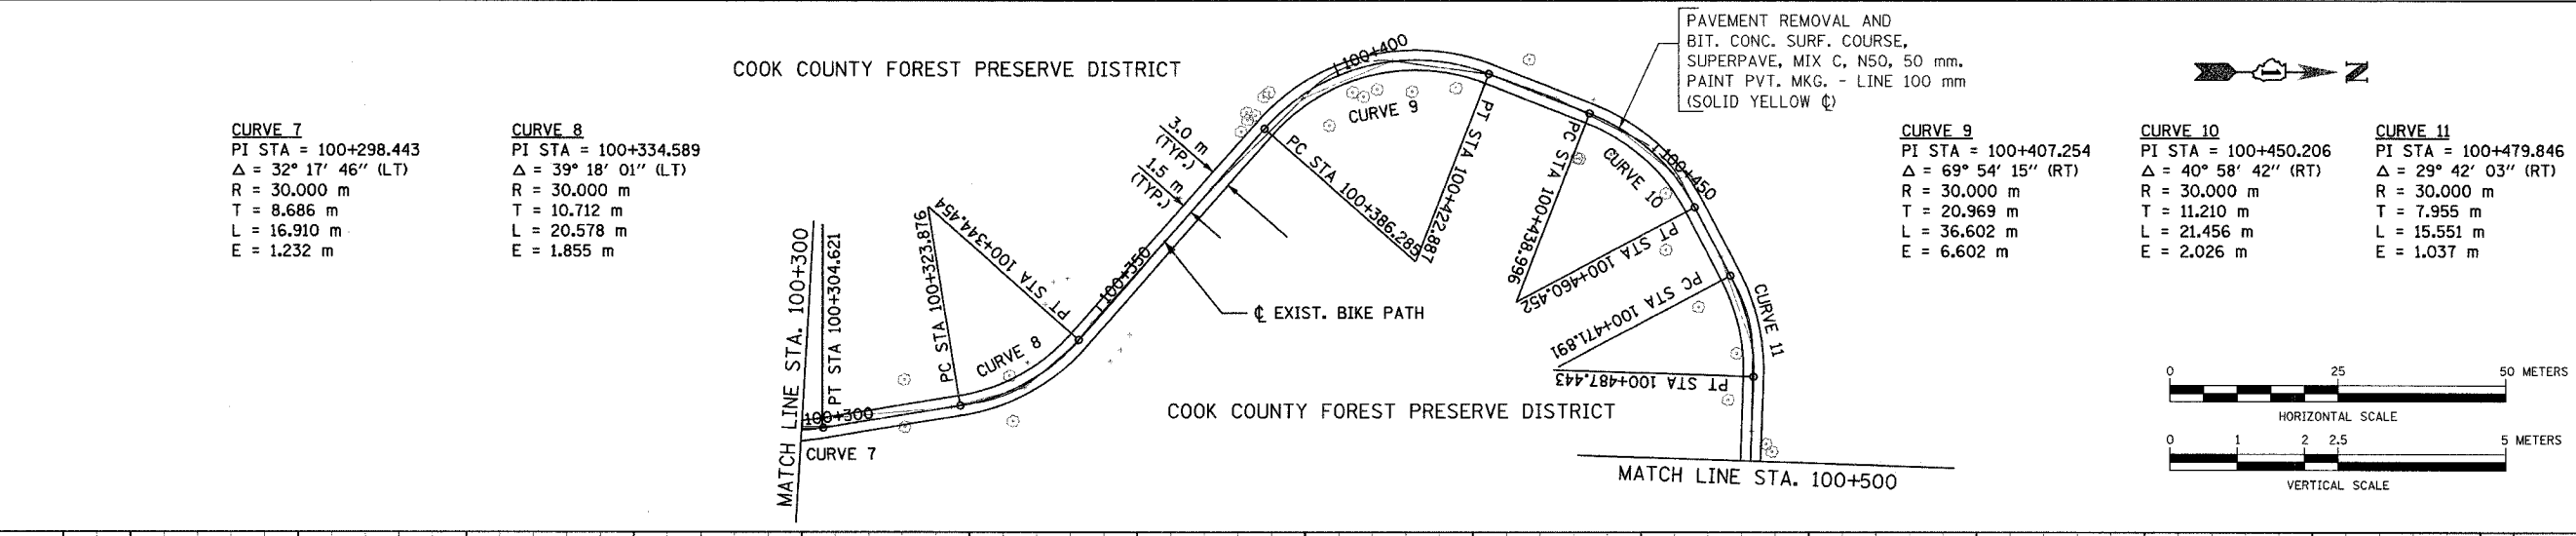 COOK COUNTY FOREST PRESERVE DISTRICT
PAVEMENT REMOVAL AND
BIT. CONC. SURF. COURSE,
SUPERPAVE, MIX C, N50, 50 mm.
PAINT PVT. MKG. - LINE 100 mm
(SOLID YELLOW ℄)
N
CURVE 7
PI STA = 100+298.443
Δ = 32° 17' 46" (LT)
R = 30.000 m
T = 8.686 m
L = 16.910 m
E = 1.232 m
CURVE 8
PI STA = 100+334.589
Δ = 39° 18' 01" (LT)
R = 30.000 m
T = 10.712 m
L = 20.578 m
E = 1.855 m
CURVE 9
PI STA = 100+407.254
Δ = 69° 54' 15" (RT)
R = 30.000 m
T = 20.969 m
L = 36.602 m
E = 6.602 m
CURVE 10
PI STA = 100+450.206
Δ = 40° 58' 42" (RT)
R = 30.000 m
T = 11.210 m
L = 21.456 m
E = 2.026 m
CURVE 11
PI STA = 100+479.846
Δ = 29° 42' 03" (RT)
R = 30.000 m
T = 7.955 m
L = 15.551 m
E = 1.037 m
MATCH LINE STA. 100+300
PT STA 100+304.621
100+300
CURVE 7
PC STA 100+323.876
CURVE 8
PT STA 100+344.454
100+350
3.0 m
(TYP.)
1.5 m
(TYP.)
℄ EXIST. BIKE PATH
PC STA 100+386.285
100+400
CURVE 9
PT STA 100+422.887
PC STA 100+438.996
CURVE 10
100+450
PT STA 100+460.452
PC STA 100+471.891
CURVE 11
PT STA 100+487.443
COOK COUNTY FOREST PRESERVE DISTRICT
MATCH LINE STA. 100+500
0 25 50 METERS
HORIZONTAL SCALE
0 1 2 2.5 5 METERS
VERTICAL SCALE